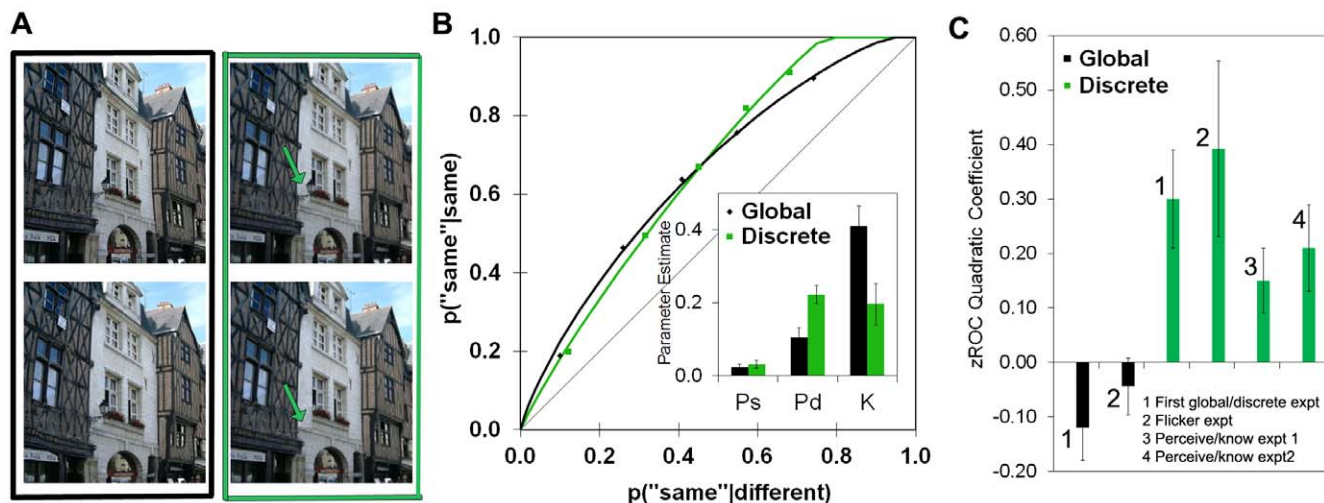 A
B
1.0
0.8
0.6
0.4
0.2
0.0
p("same"|same)
0.0
0.2
0.4
0.6
0.8
1.0
p("same"|different)
Global
Discrete
Parameter Estimate
0.4
0.2
0.0
Ps
Pd
K
C
Global
Discrete
zROC Quadratic Coefficient
0.60
0.50
0.40
0.30
0.20
0.10
0.00
-0.10
-0.20
1
2
1
2
3
4
1 First global/discrete expt
2 Flicker expt
3 Perceive/know expt 1
4 Perceive/know expt2